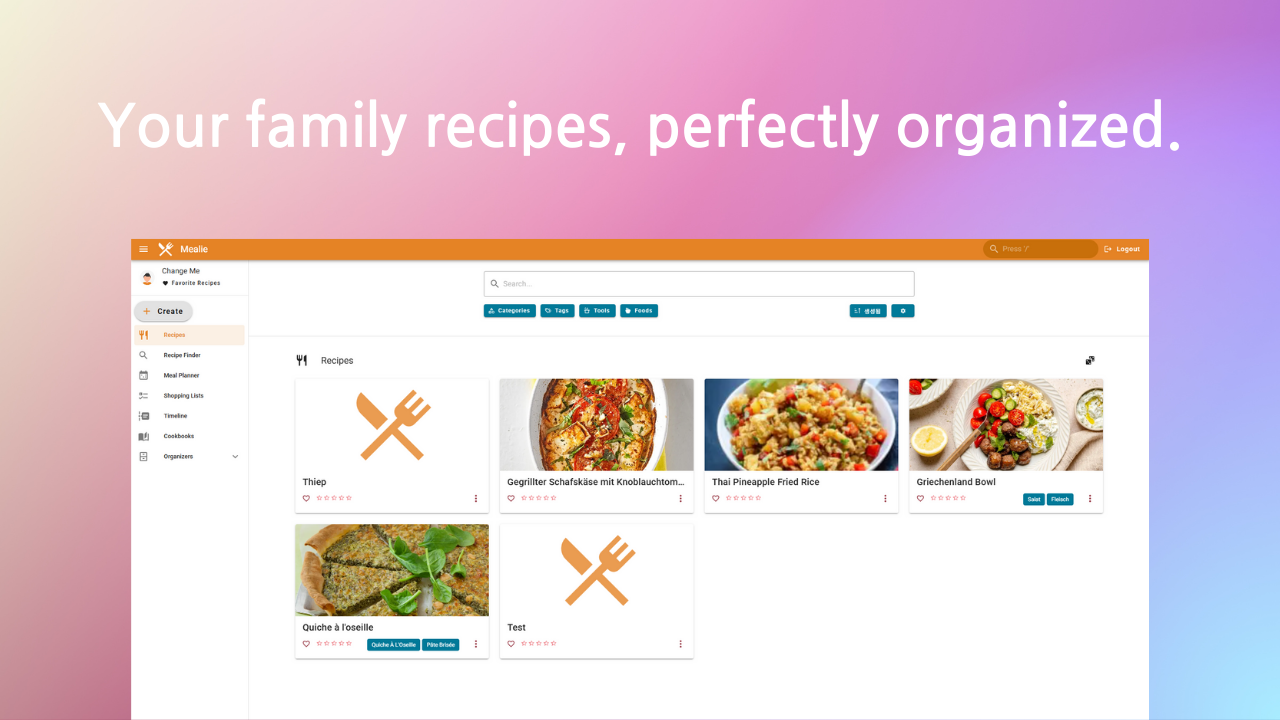 Your family recipes, perfectly organized.
Mealie
Press '/'
Logout
Change Me
Favorite Recipes
Create
Recipes
Recipe Finder
Meal Planner
Shopping Lists
Timeline
Cookbooks
Organizers
Search...
Categories
Tags
Tools
Foods
생성됨
Recipes
Thiep
Gegrillter Schafskäse mit Knoblauchtom...
Thai Pineapple Fried Rice
Griechenland Bowl
Salat
Fleisch
Quiche à l'oseille
Quiche À L'Oseille
Pâte Brisée
Test